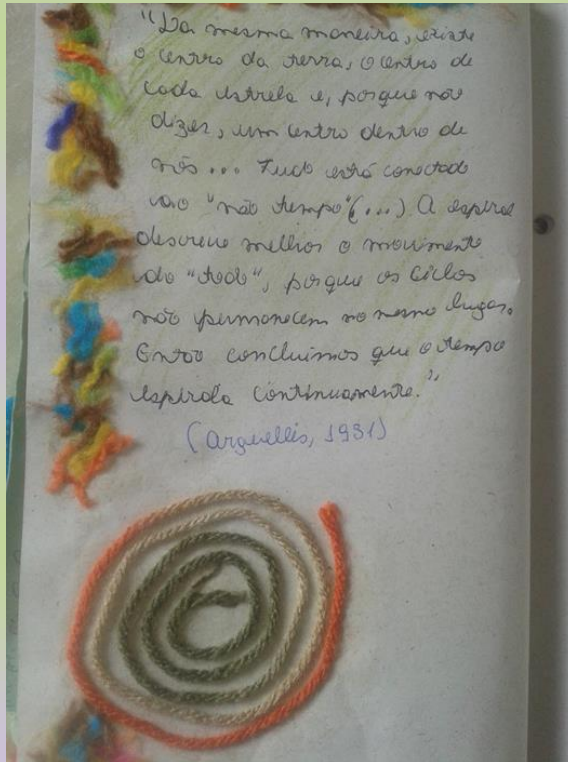 "Da mesma maneira, existe
o centro da terra, o centro de
cada estrela e, porque não
dizer, um centro dentro de
nós... Tudo está conectado
ao "não tempo"(...) A espiral
descreve melhor o movimento
do "todo", porque os ciclos
não permanecem no mesmo lugar.
Então concluimos que o tempo
espirala continuamente."
(Arguelles, 1931)